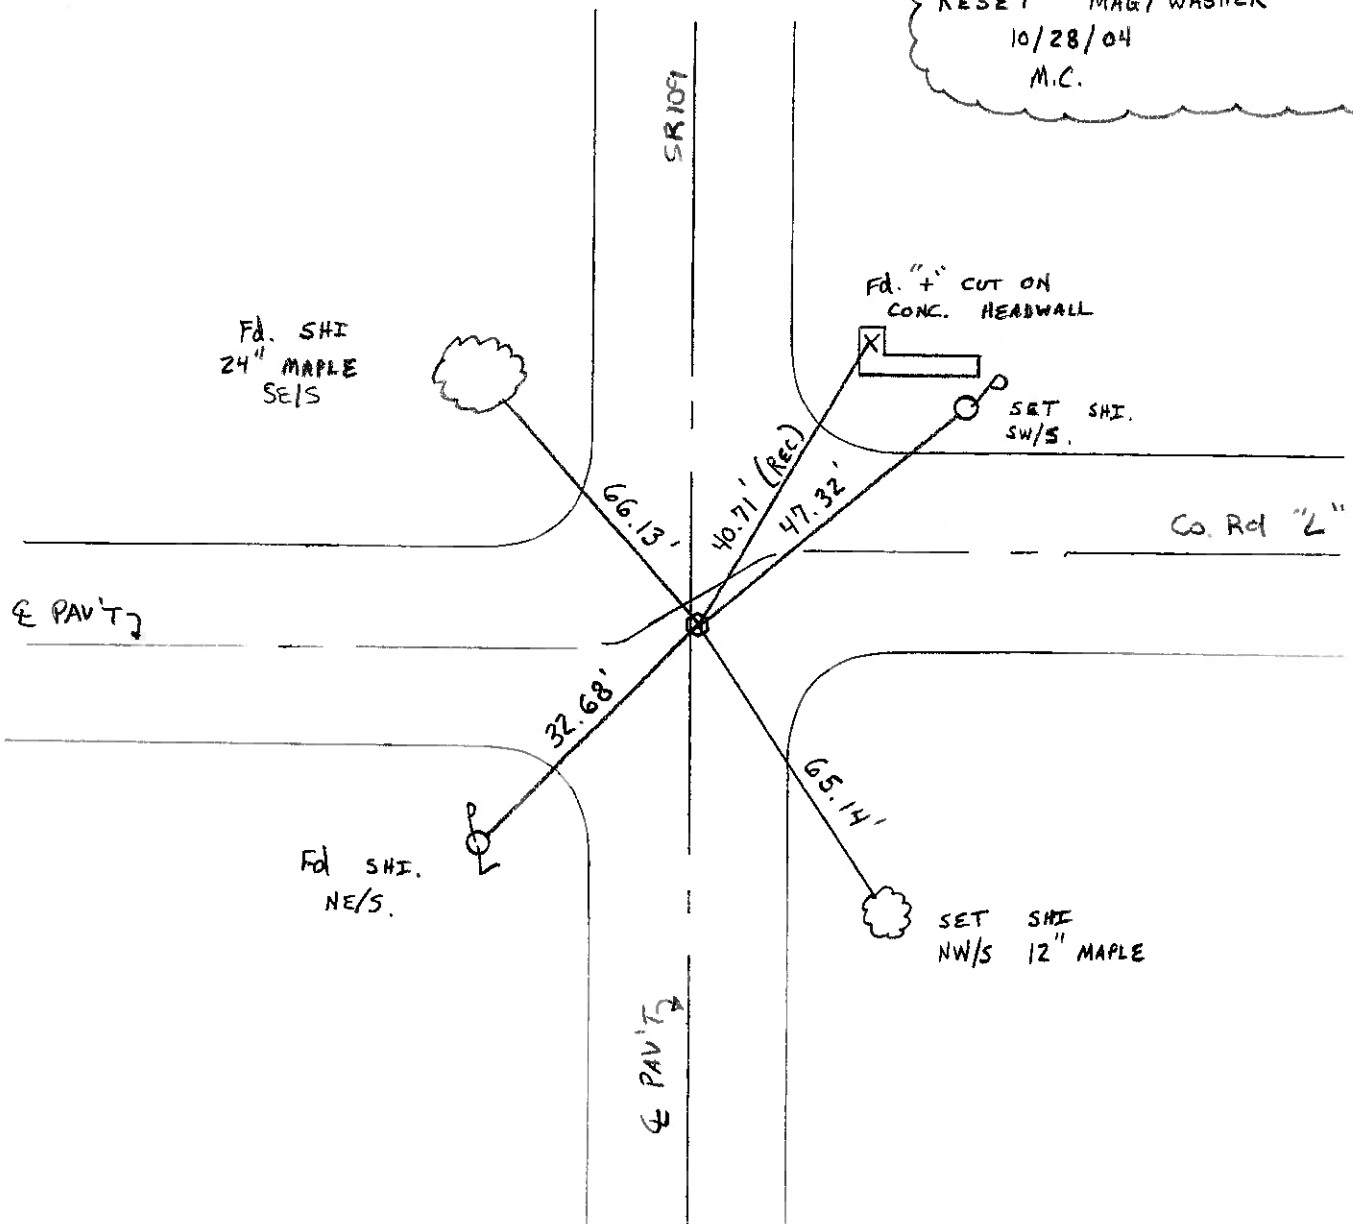 RESET MAG/WASHER
10/28/04
M.C.
SR109
Fd. "+" CUT ON
CONC. HEADWALL
Fd. SHI
24" MAPLE
SE/S
SET SHI.
SW/S.
66.13'
40.71' (REC)
47.32'
Co. Rd "L"
℄ PAV'T
32.68'
65.14'
Fd SHI.
NE/S.
SET SHI
NW/S 12" MAPLE
℄ PAV'T